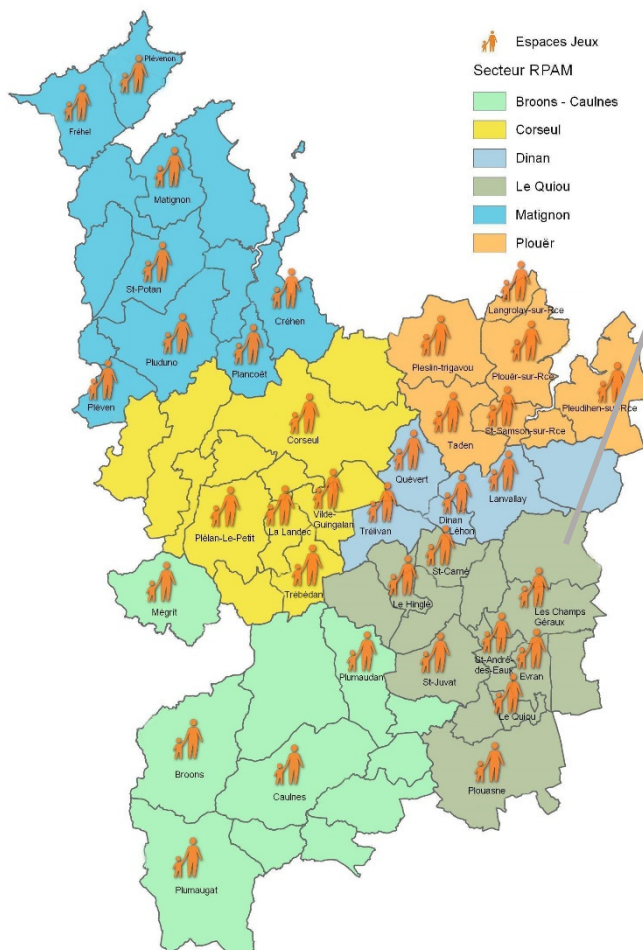 Espaces Jeux
Secteur RPAM
Broons - Caulnes
Corseul
Dinan
Le Quiou
Matignon
Plouër
Plévenon
Fréhel
Matignon
St-Potan
Créhen
Pluduno
Plancoët
Pléven
Langrolay-sur-Rce
Pleslin-trigavou
Plouër-sur-Rce
Pleudihen-sur-Rce
St-Samson-sur-Rce
Taden
Corseul
Quévert
Lanvallay
Dinan
Léhon
Trélivan
Vildé-
Guingalan
La Landec
Plélan-Le-Petit
Trébédan
Mégrit
St-Carné
Le Hinglé
Les Champs
Géraux
St-André-
des-Eaux
Evran
St-Juvat
Le Quiou
Plouasne
Plumaudan
Broons
Caulnes
Plumaugat